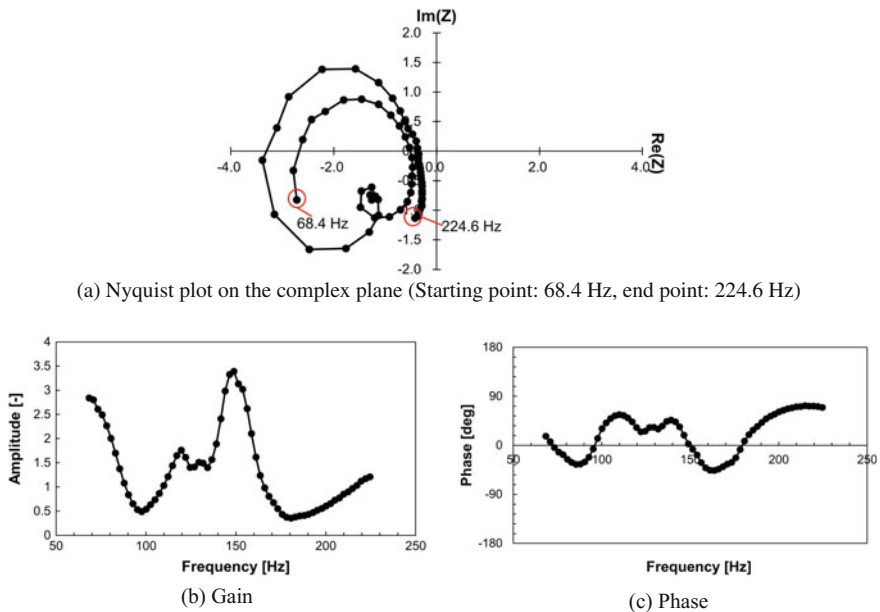 Im(Z)
2.0
1.5
1.0
0.5
0.0
-4.0 -2.0 0.0 2.0 4.0
Re(Z)
-0.5
-1.0
-1.5
-2.0
68.4 Hz
224.6 Hz
(a) Nyquist plot on the complex plane (Starting point: 68.4 Hz, end point: 224.6 Hz)
4
3.5
3
2.5
2
1.5
1
0.5
0
50 100 150 200 250
Amplitude [-]
Frequency [Hz]
(b) Gain
180
90
0
-90
-180
50 100 150 200 250
Phase [deg]
Frequency [Hz]
(c) Phase